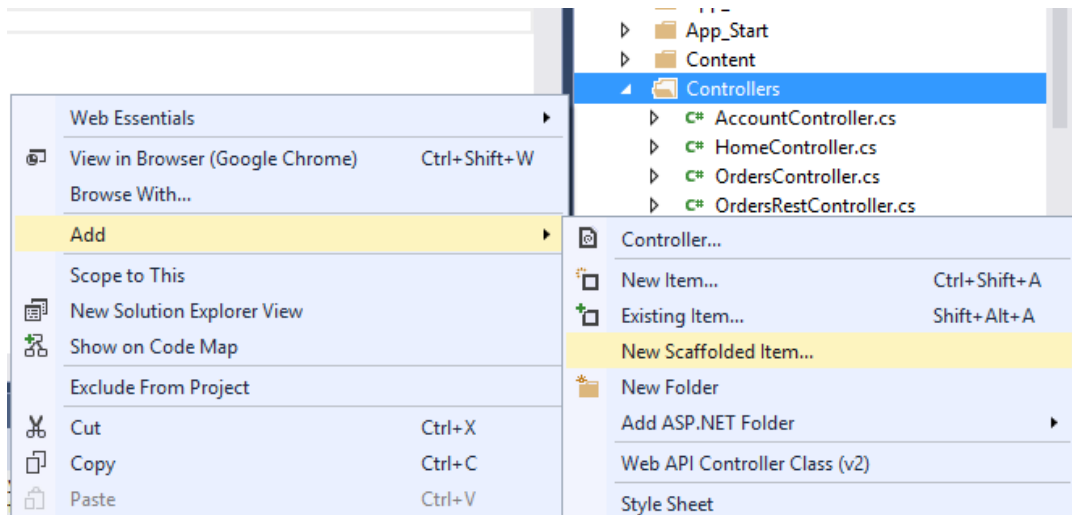 App_Start
Content
Controllers
C# AccountController.cs
C# HomeController.cs
C# OrdersController.cs
C# OrdersRestController.cs
Web Essentials
View in Browser (Google Chrome) Ctrl+Shift+W
Browse With...
Add
Scope to This
New Solution Explorer View
Show on Code Map
Exclude From Project
Cut Ctrl+X
Copy Ctrl+C
Paste Ctrl+V
Controller...
New Item... Ctrl+Shift+A
Existing Item... Shift+Alt+A
New Scaffolded Item...
New Folder
Add ASP.NET Folder
Web API Controller Class (v2)
Style Sheet